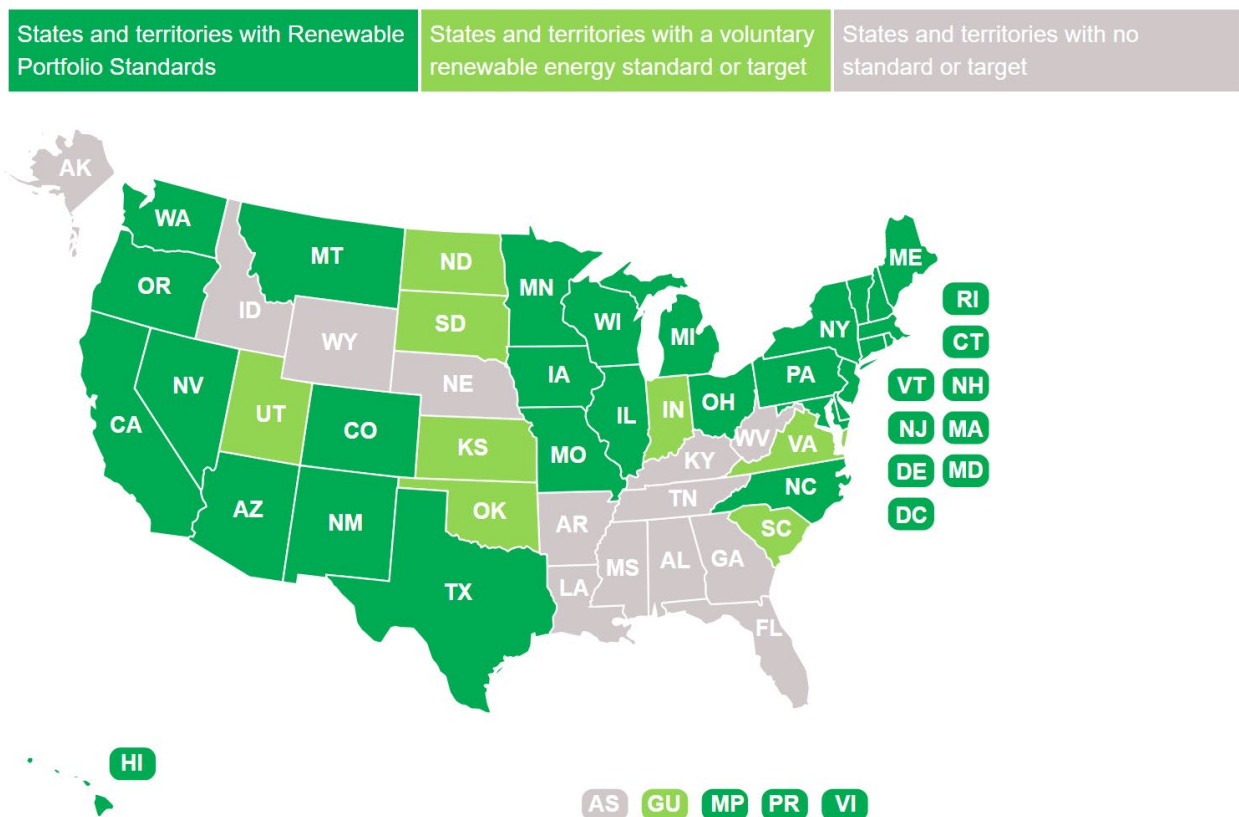 States and territories with Renewable
Portfolio Standards
States and territories with a voluntary
renewable energy standard or target
States and territories with no
standard or target
AK
WA
MT
ND
MN
ME
OR
ID
SD
WI
MI
NY
RI
WY
CT
NV
NE
IA
PA
VT
NH
CA
UT
CO
KS
MO
IL
IN
OH
WV
VA
NJ
MA
KY
DE
MD
AZ
NM
OK
AR
TN
NC
DC
SC
TX
LA
MS
AL
GA
FL
HI
AS
GU
MP
PR
VI